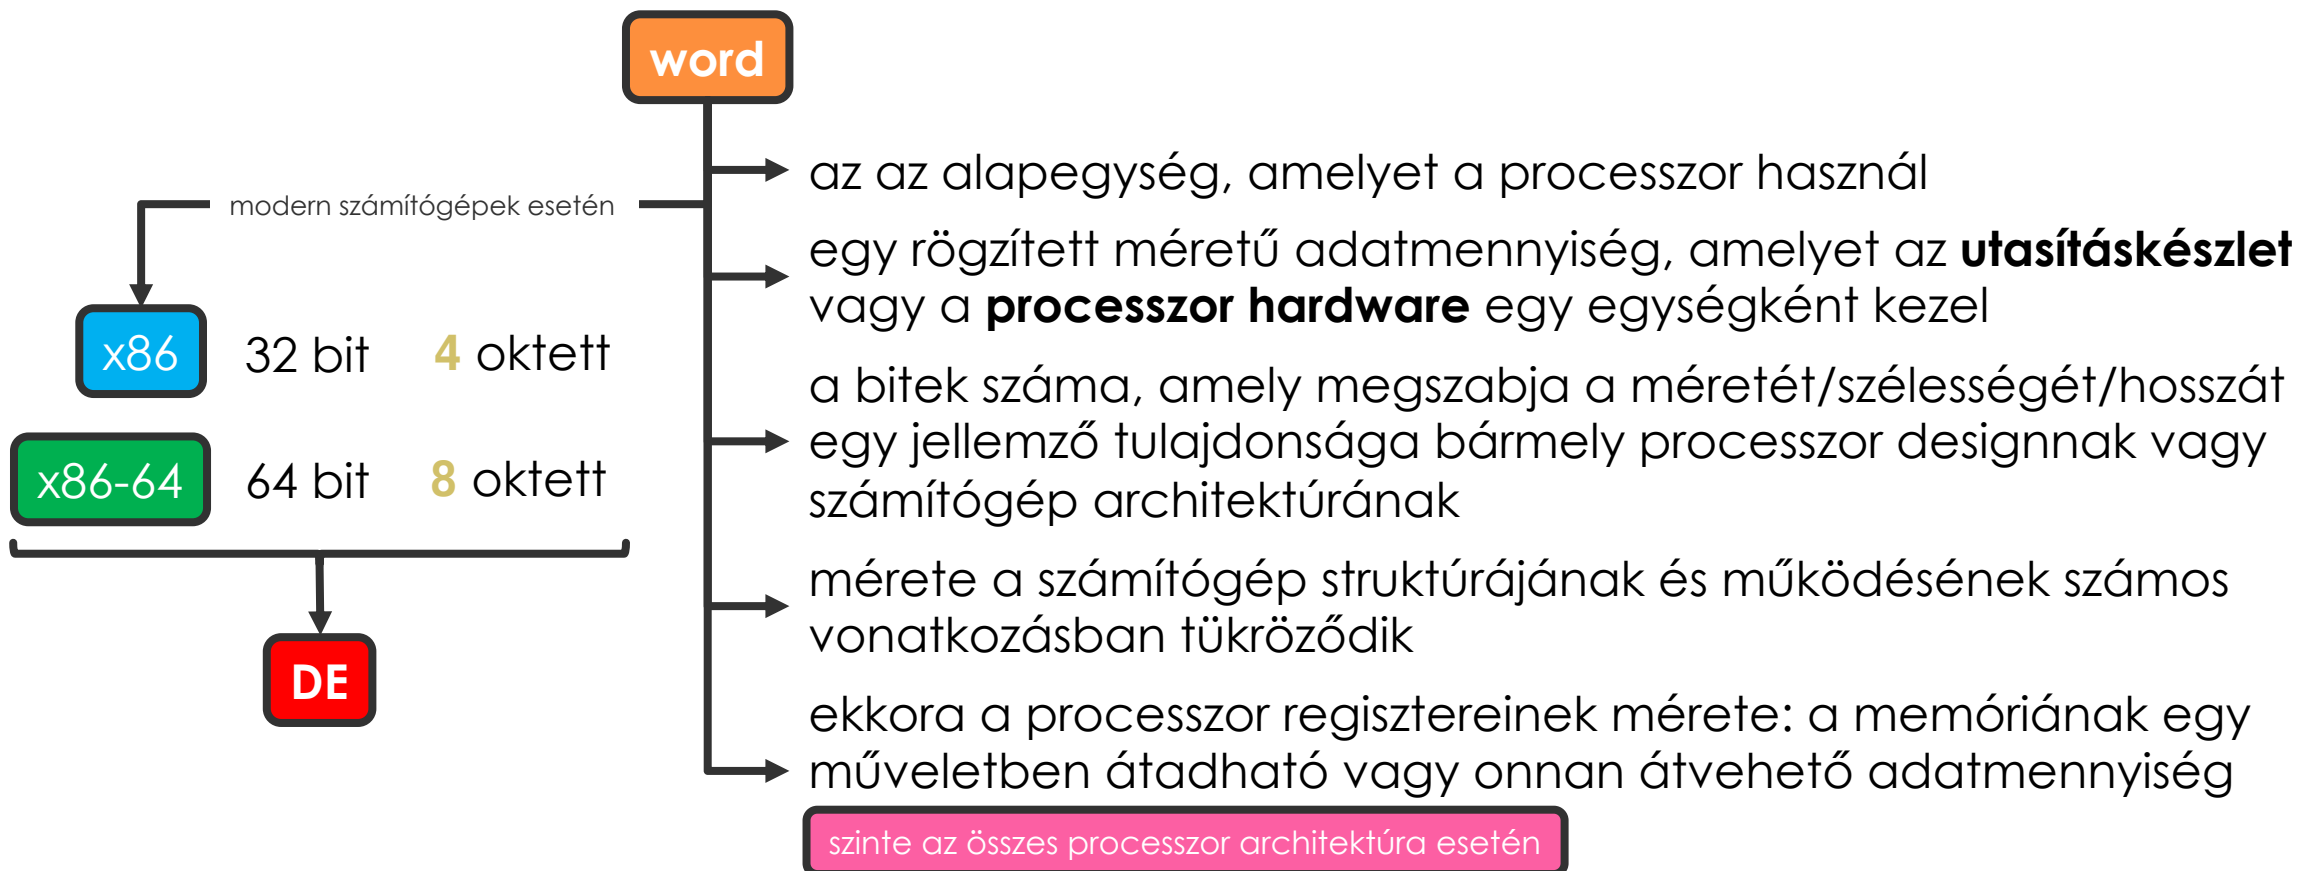 word
az az alapegység, amelyet a processzor használ
modern számítógépek esetén
egy rögzített méretű adatmennyiség, amelyet az utasításkészlet
vagy a processzor hardware egy egységként kezel
x86 32 bit 4 oktett
a bitek száma, amely megszabja a méretét/szélességét/hosszát
egy jellemző tulajdonsága bármely processzor designnak vagy
számítógép architektúrának
x86-64 64 bit 8 oktett
mérete a számítógép struktúrájának és működésének számos
vonatkozásban tükröződik
DE
ekkora a processzor regisztereinek mérete: a memóriának egy
műveletben átadható vagy onnan átvehető adatmennyiség
szinte az összes processzor architektúra esetén